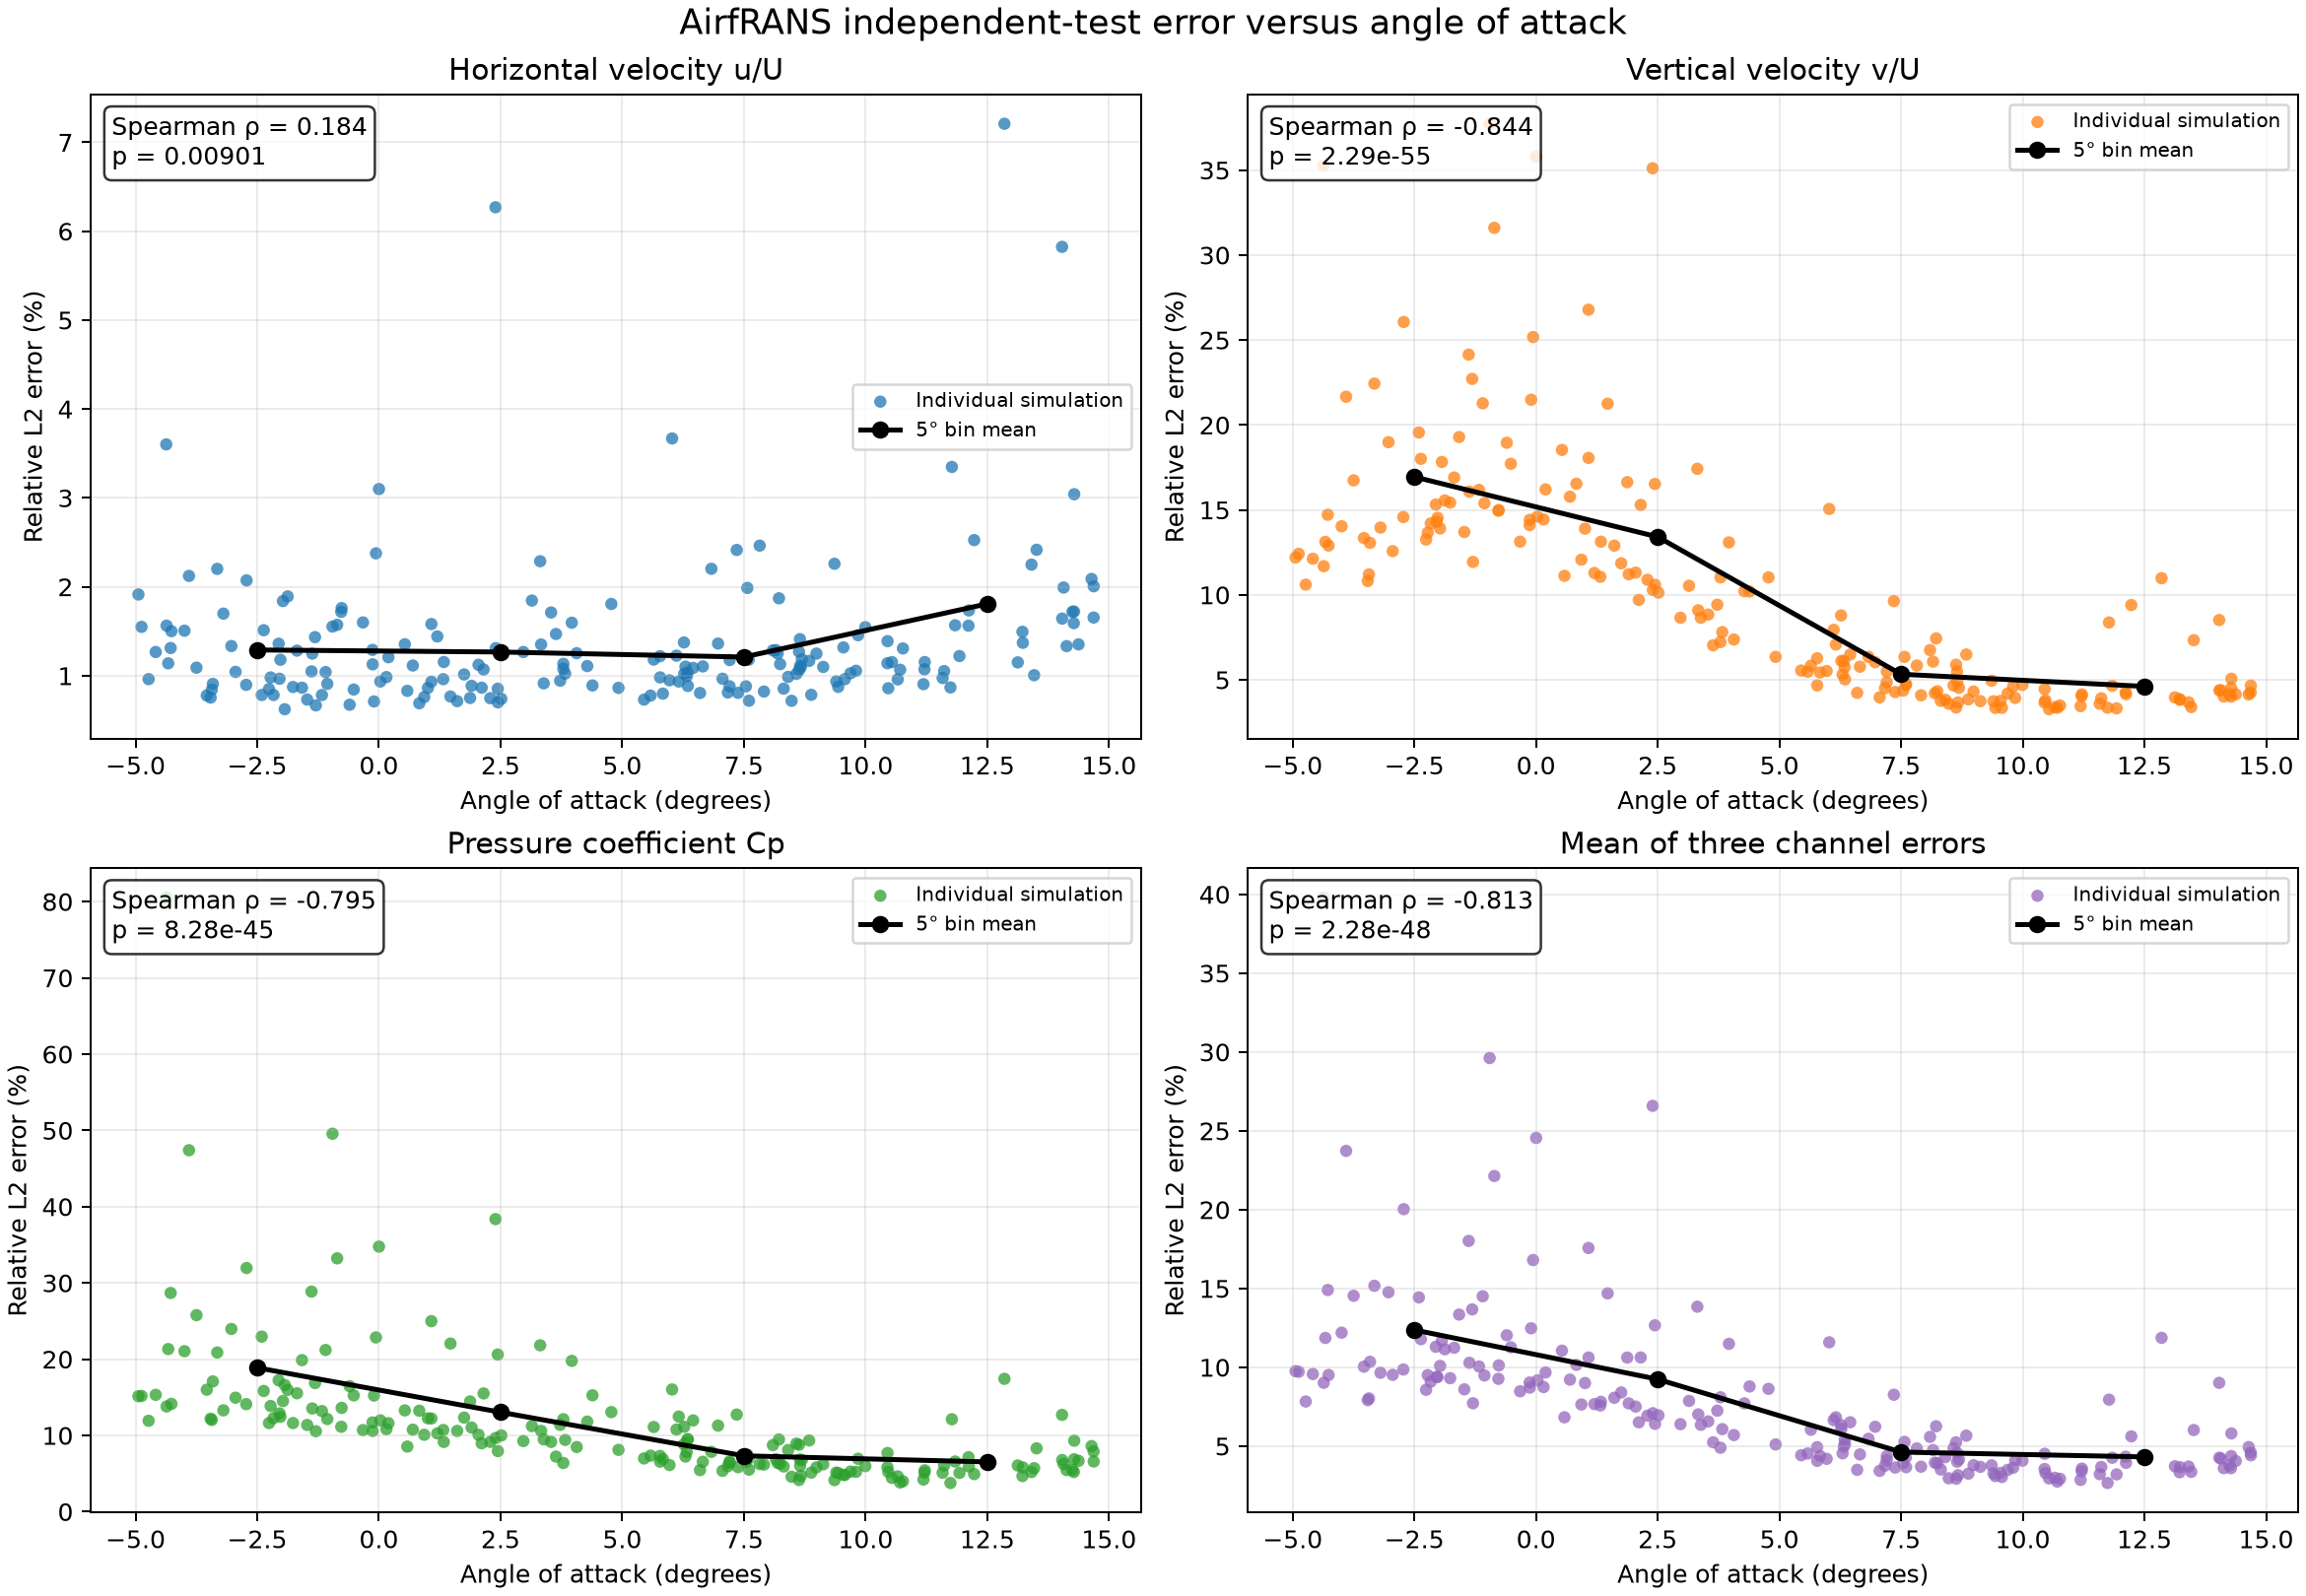 AirfRANS independent-test error versus angle of attack
Horizontal velocity u/U
Spearman ρ = 0.184
p = 0.00901
Individual simulation
5° bin mean
Relative L2 error (%)
7
6
5
4
3
2
1
−5.0 −2.5 0.0 2.5 5.0 7.5 10.0 12.5 15.0
Angle of attack (degrees)
Vertical velocity v/U
Spearman ρ = -0.844
p = 2.29e-55
Individual simulation
5° bin mean
Relative L2 error (%)
35
30
25
20
15
10
5
−5.0 −2.5 0.0 2.5 5.0 7.5 10.0 12.5 15.0
Angle of attack (degrees)
Pressure coefficient Cp
Spearman ρ = -0.795
p = 8.28e-45
Individual simulation
5° bin mean
Relative L2 error (%)
80
70
60
50
40
30
20
10
0
−5.0 −2.5 0.0 2.5 5.0 7.5 10.0 12.5 15.0
Angle of attack (degrees)
Mean of three channel errors
Spearman ρ = -0.813
p = 2.28e-48
Individual simulation
5° bin mean
Relative L2 error (%)
40
35
30
25
20
15
10
5
−5.0 −2.5 0.0 2.5 5.0 7.5 10.0 12.5 15.0
Angle of attack (degrees)